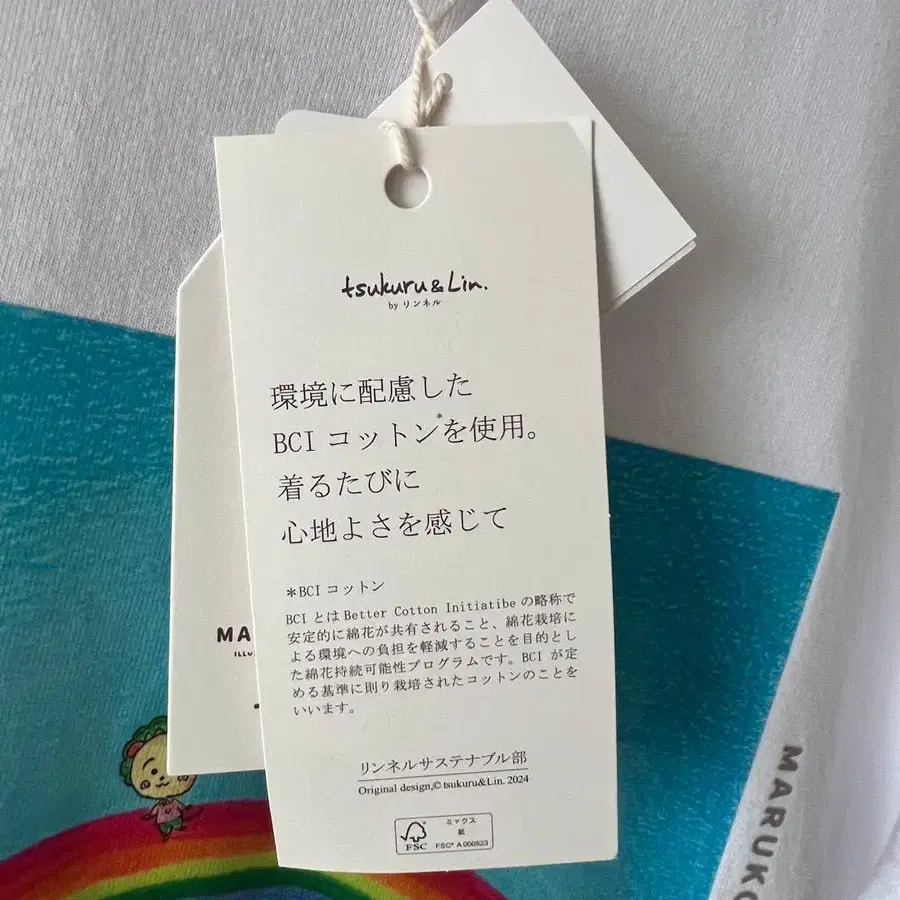 tsukuru&Lin.
by リンネル
環境に配慮した
BCI コットン*を使用。
着るたびに
心地よさを感じて
*BCI コットン
BCI とは Better Cotton Initiatibe の略称で
安定的に綿花が共有されること、綿花栽培に
よる環境への負担を軽減することを目的とし
た綿花持続可能性プログラムです。BCI が定
める基準に則り栽培されたコットンのことを
いいます。
リンネルサステナブル部
Original design,© tsukuru&Lin. 2024
FSC®
ミックス
紙
FSC® A000523
MA
ILLU
MARUKO